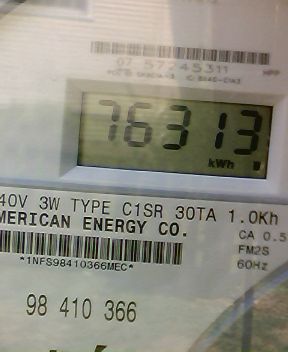 07 57245311
76313
kWh
40V 3W TYPE C1SR 30TA 1.0Kh
MERICAN ENERGY CO.
CA 0.5
FM2S
*1NFS98410366MEC*
60Hz
98 410 366